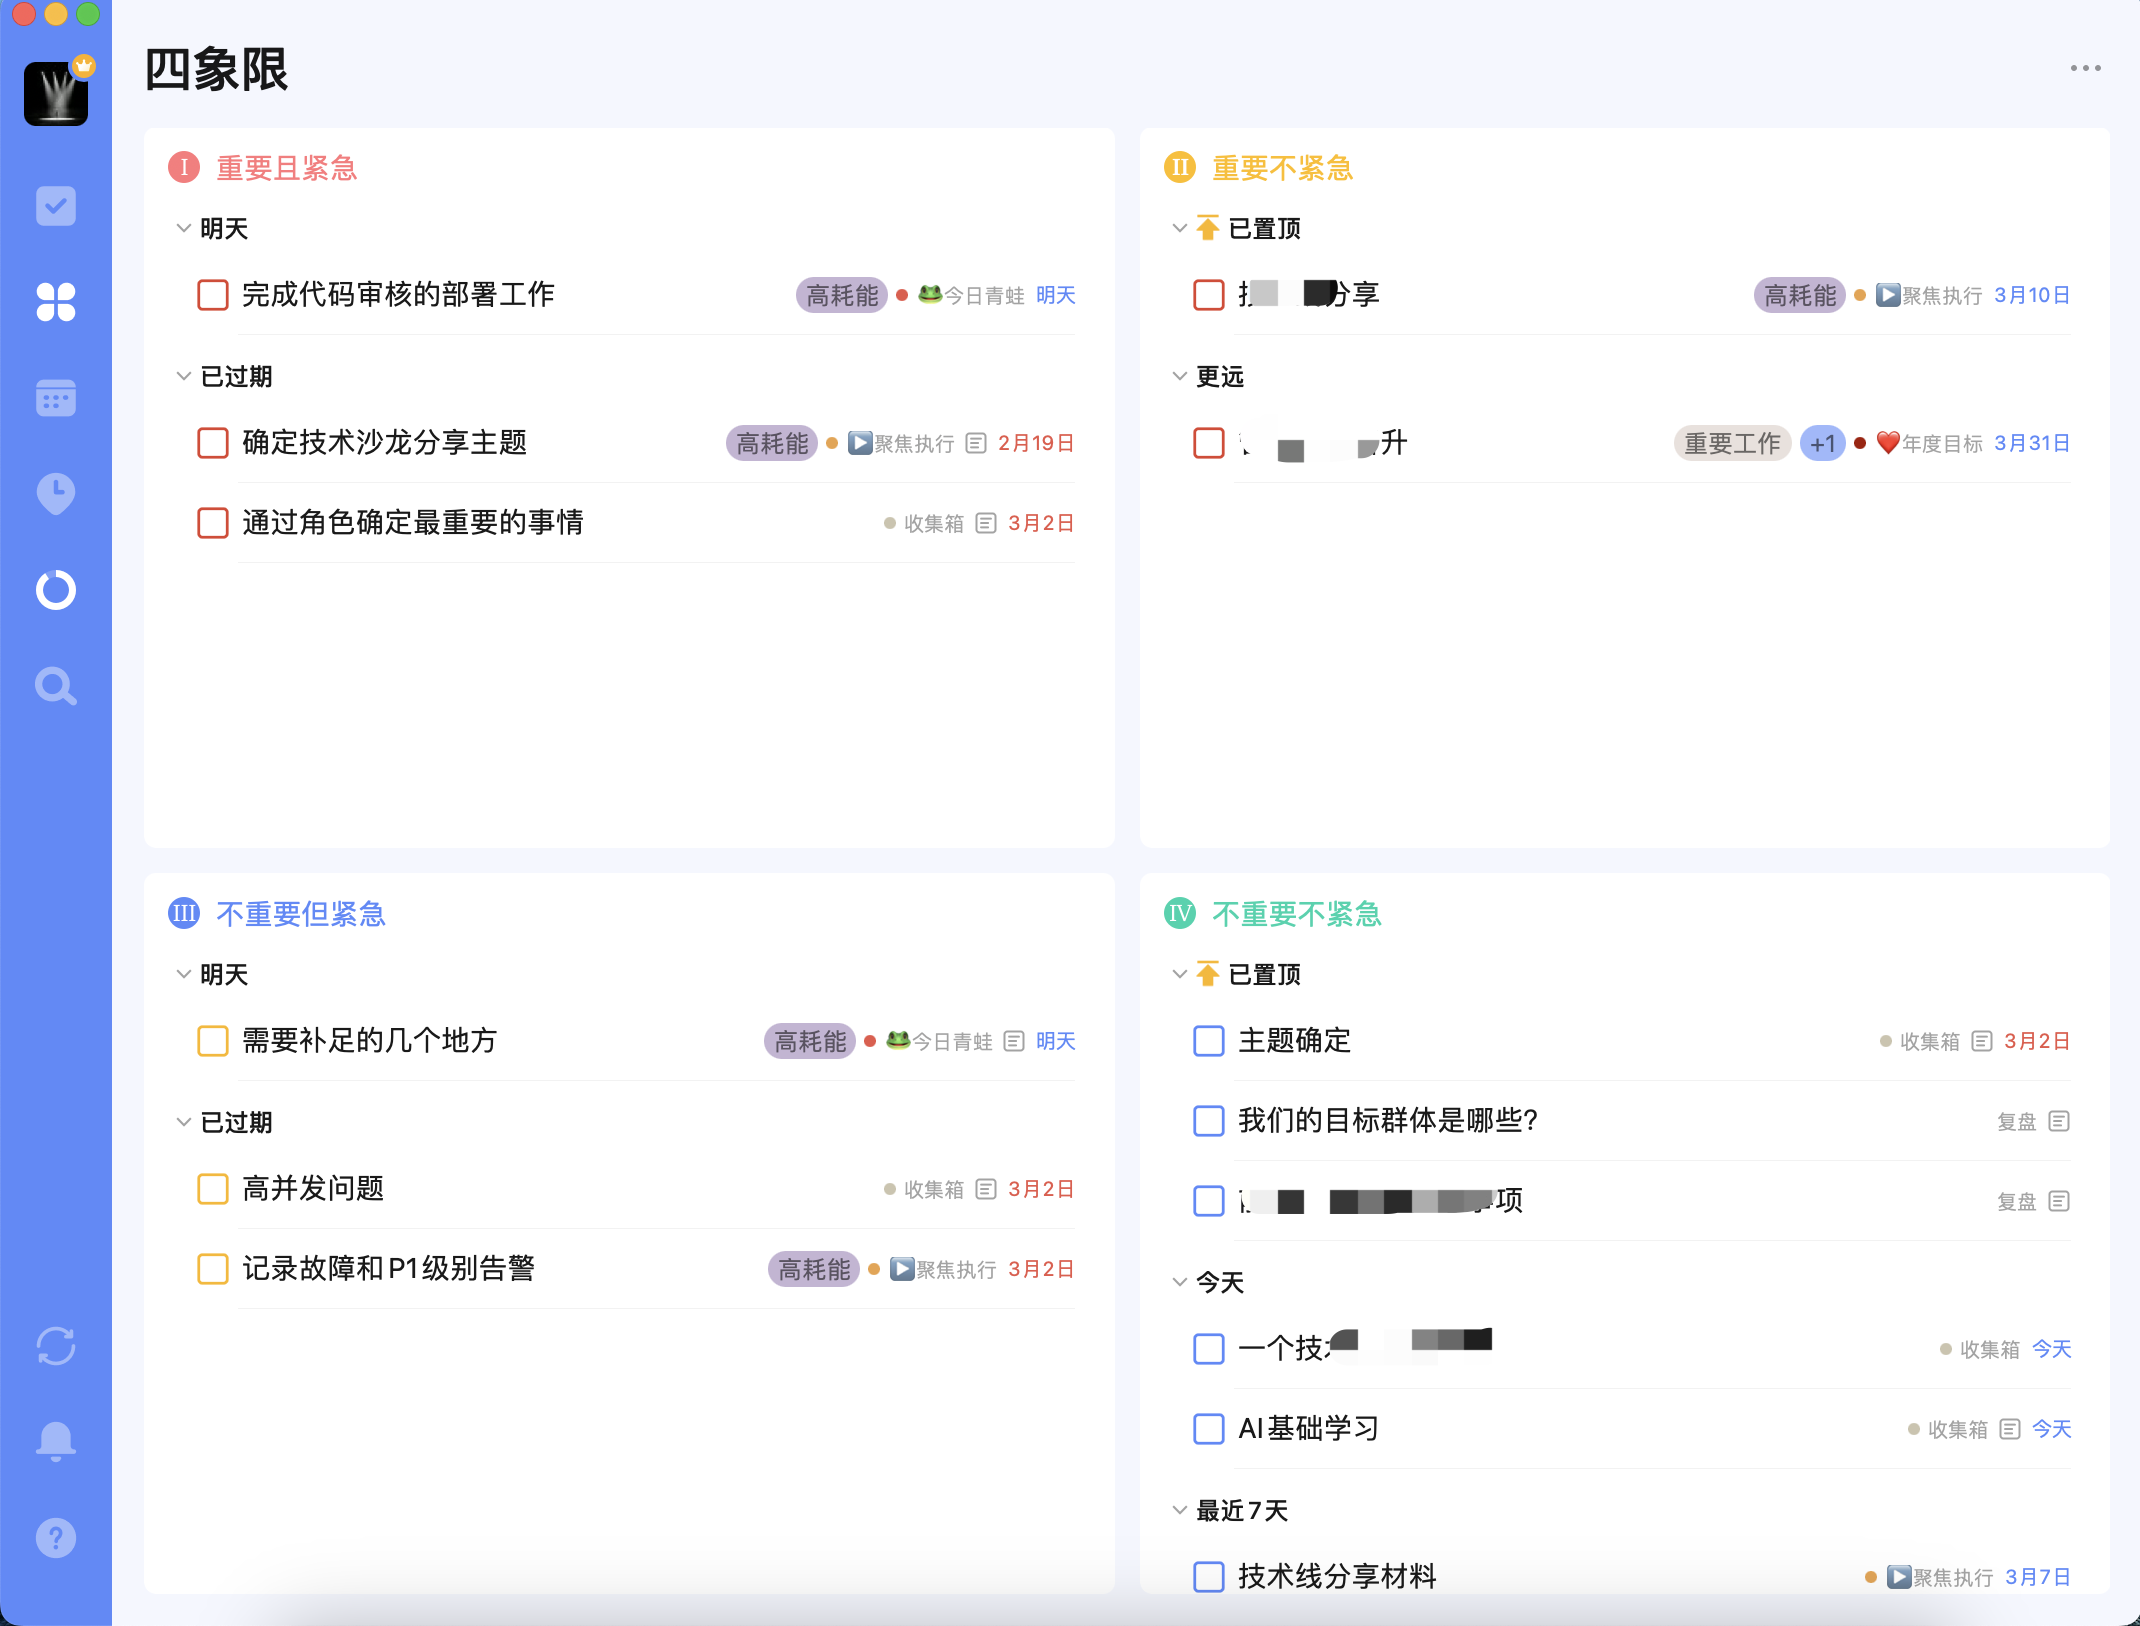 四象限
I 重要且紧急
明天
完成代码审核的部署工作 高耗能 今日青蛙 明天
已过期
确定技术沙龙分享主题 高耗能 聚焦执行 2月19日
通过角色确定最重要的事情 收集箱 3月2日
II 重要不紧急
已置顶
分享 高耗能 聚焦执行 3月10日
更远
升 重要工作 +1 年度目标 3月31日
III 不重要但紧急
明天
需要补足的几个地方 高耗能 今日青蛙 明天
已过期
高并发问题 收集箱 3月2日
记录故障和P1级别告警 高耗能 聚焦执行 3月2日
IV 不重要不紧急
已置顶
主题确定 收集箱 3月2日
我们的目标群体是哪些? 复盘
项 复盘
今天
一个技 收集箱 今天
AI基础学习 收集箱 今天
最近7天
技术线分享材料 聚焦执行 3月7日